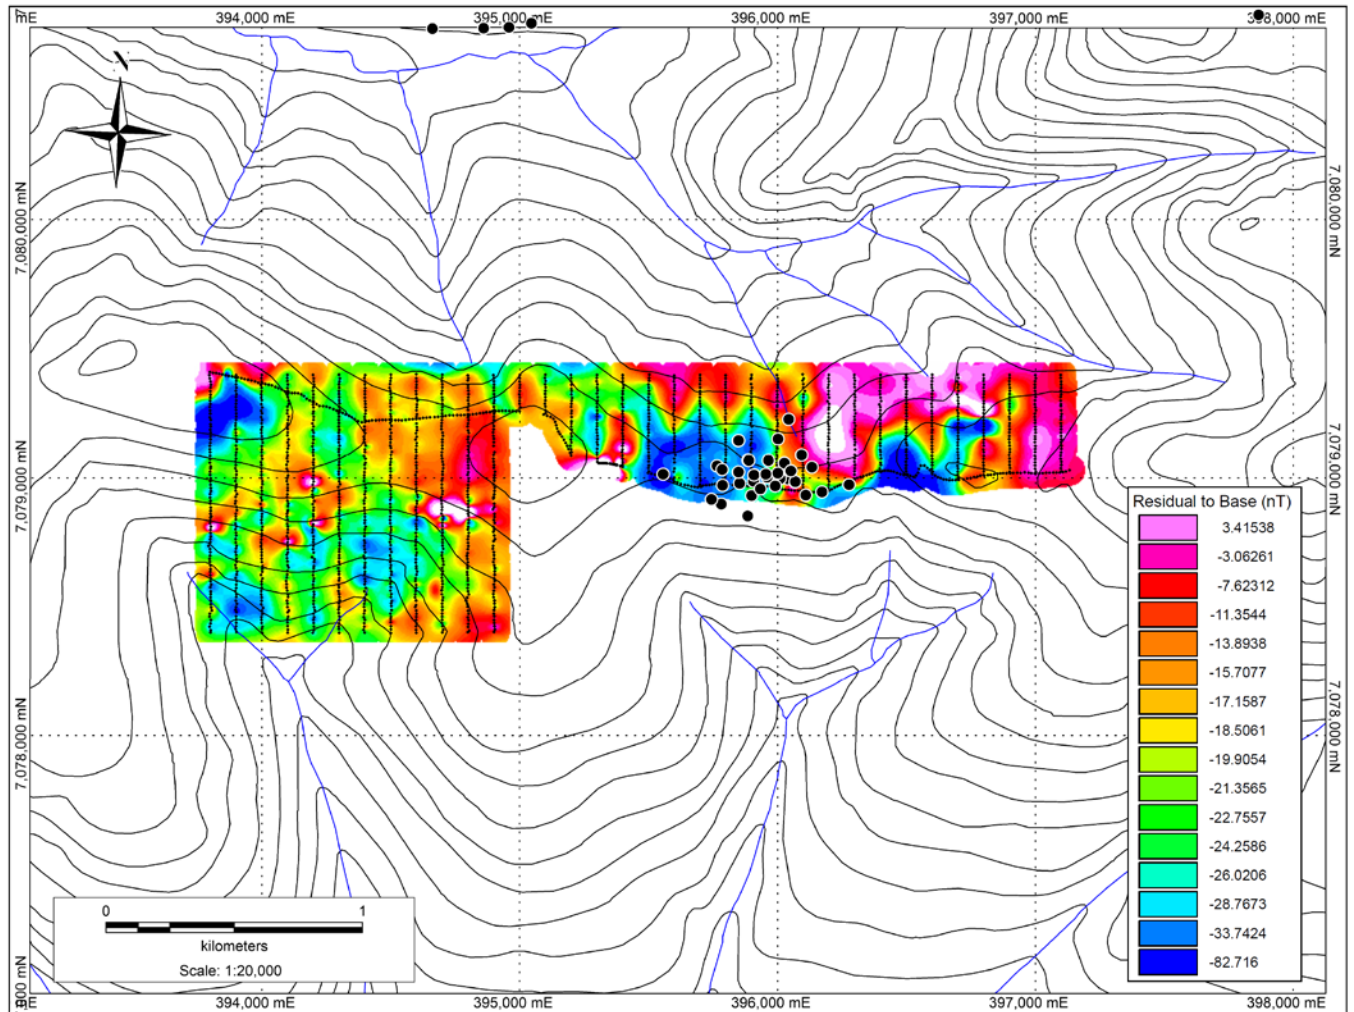 394,000 mE
395,000 mE
396,000 mE
397,000 mE
398,000 mE
N
7,080,000 mN
7,080,000 mN
7,079,000 mN
7,079,000 mN
7,078,000 mN
7,078,000 mN
Residual to Base (nT)
3.41538
-3.06261
-7.62312
-11.3544
-13.8938
-15.7077
-17.1587
-18.5061
-19.9054
-21.3565
-22.7557
-24.2586
-26.0206
-28.7673
-33.7424
-82.716
0 1
kilometers
Scale: 1:20,000
394,000 mE
395,000 mE
396,000 mE
397,000 mE
398,000 mE